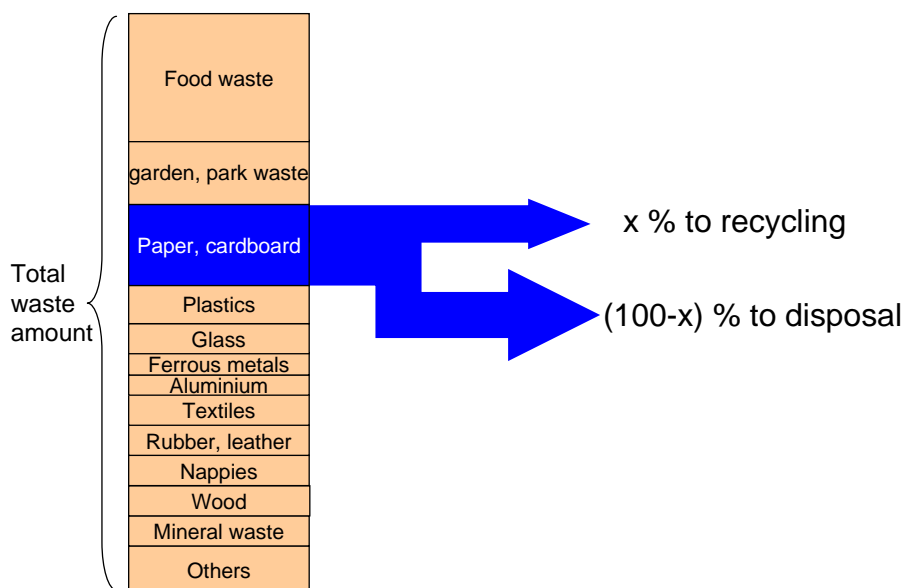 Food waste
garden, park waste
Paper, cardboard
x % to recycling
Total
waste
amount
Plastics
(100-x) % to disposal
Glass
Ferrous metals
Aluminium
Textiles
Rubber, leather
Nappies
Wood
Mineral waste
Others